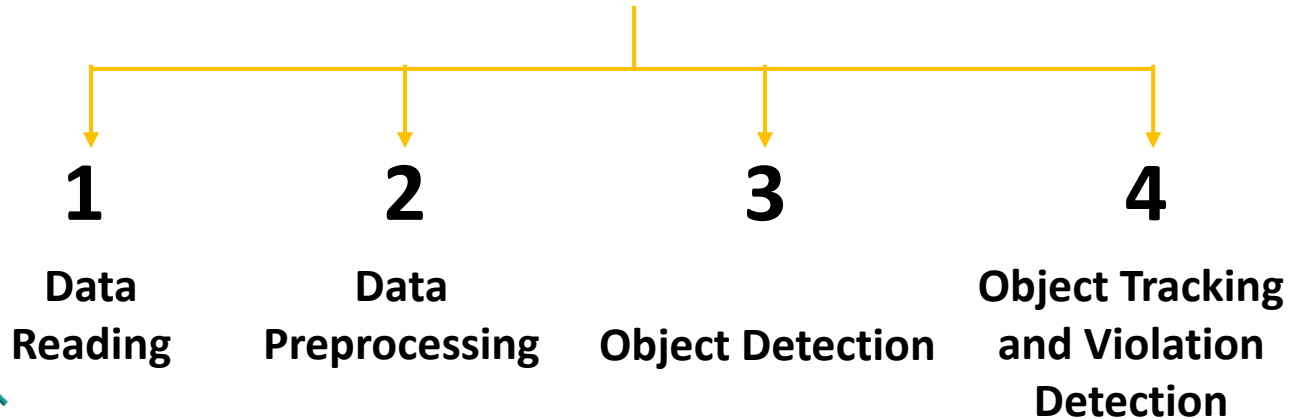 1
Data
Reading
2
Data
Preprocessing
3
Object Detection
4
Object Tracking
and Violation
Detection